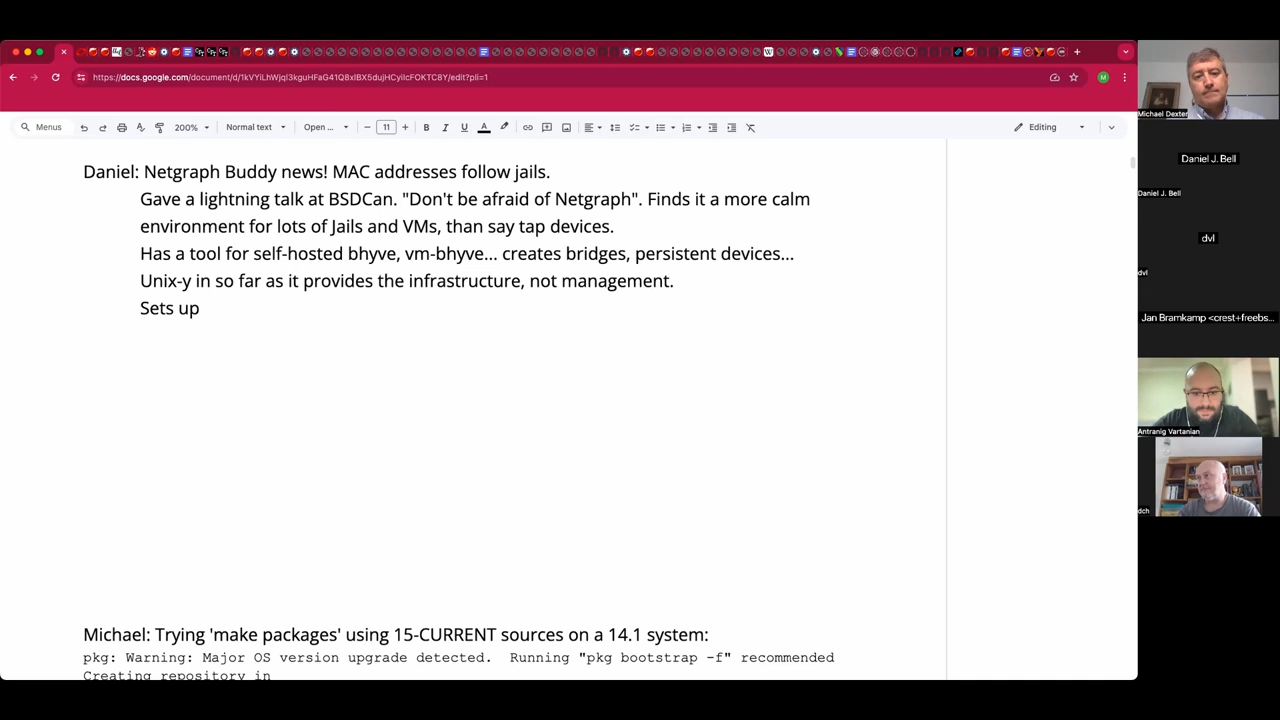 https://docs.google.com/document/d/1kVYiLhWjqI3kguHFaG41Q8xIBX5dujHCyiIcFOKTC8Y/edit?pli=1
M
Menus
200%
Normal text
Open ...
11
B
I
U
A
Editing
Daniel: Netgraph Buddy news! MAC addresses follow jails.
Gave a lightning talk at BSDCan. "Don't be afraid of Netgraph". Finds it a more calm
environment for lots of Jails and VMs, than say tap devices.
Has a tool for self-hosted bhyve, vm-bhyve... creates bridges, persistent devices...
Unix-y in so far as it provides the infrastructure, not management.
Sets up
Michael: Trying 'make packages' using 15-CURRENT sources on a 14.1 system:
pkg: Warning: Major OS version upgrade detected.  Running "pkg bootstrap -f" recommended
Creating repository in
Michael Dexter
Daniel J. Bell
Daniel J. Bell
dvl
dvl
Jan Bramkamp <crest+freebs...
Antranig Vartanian
dch